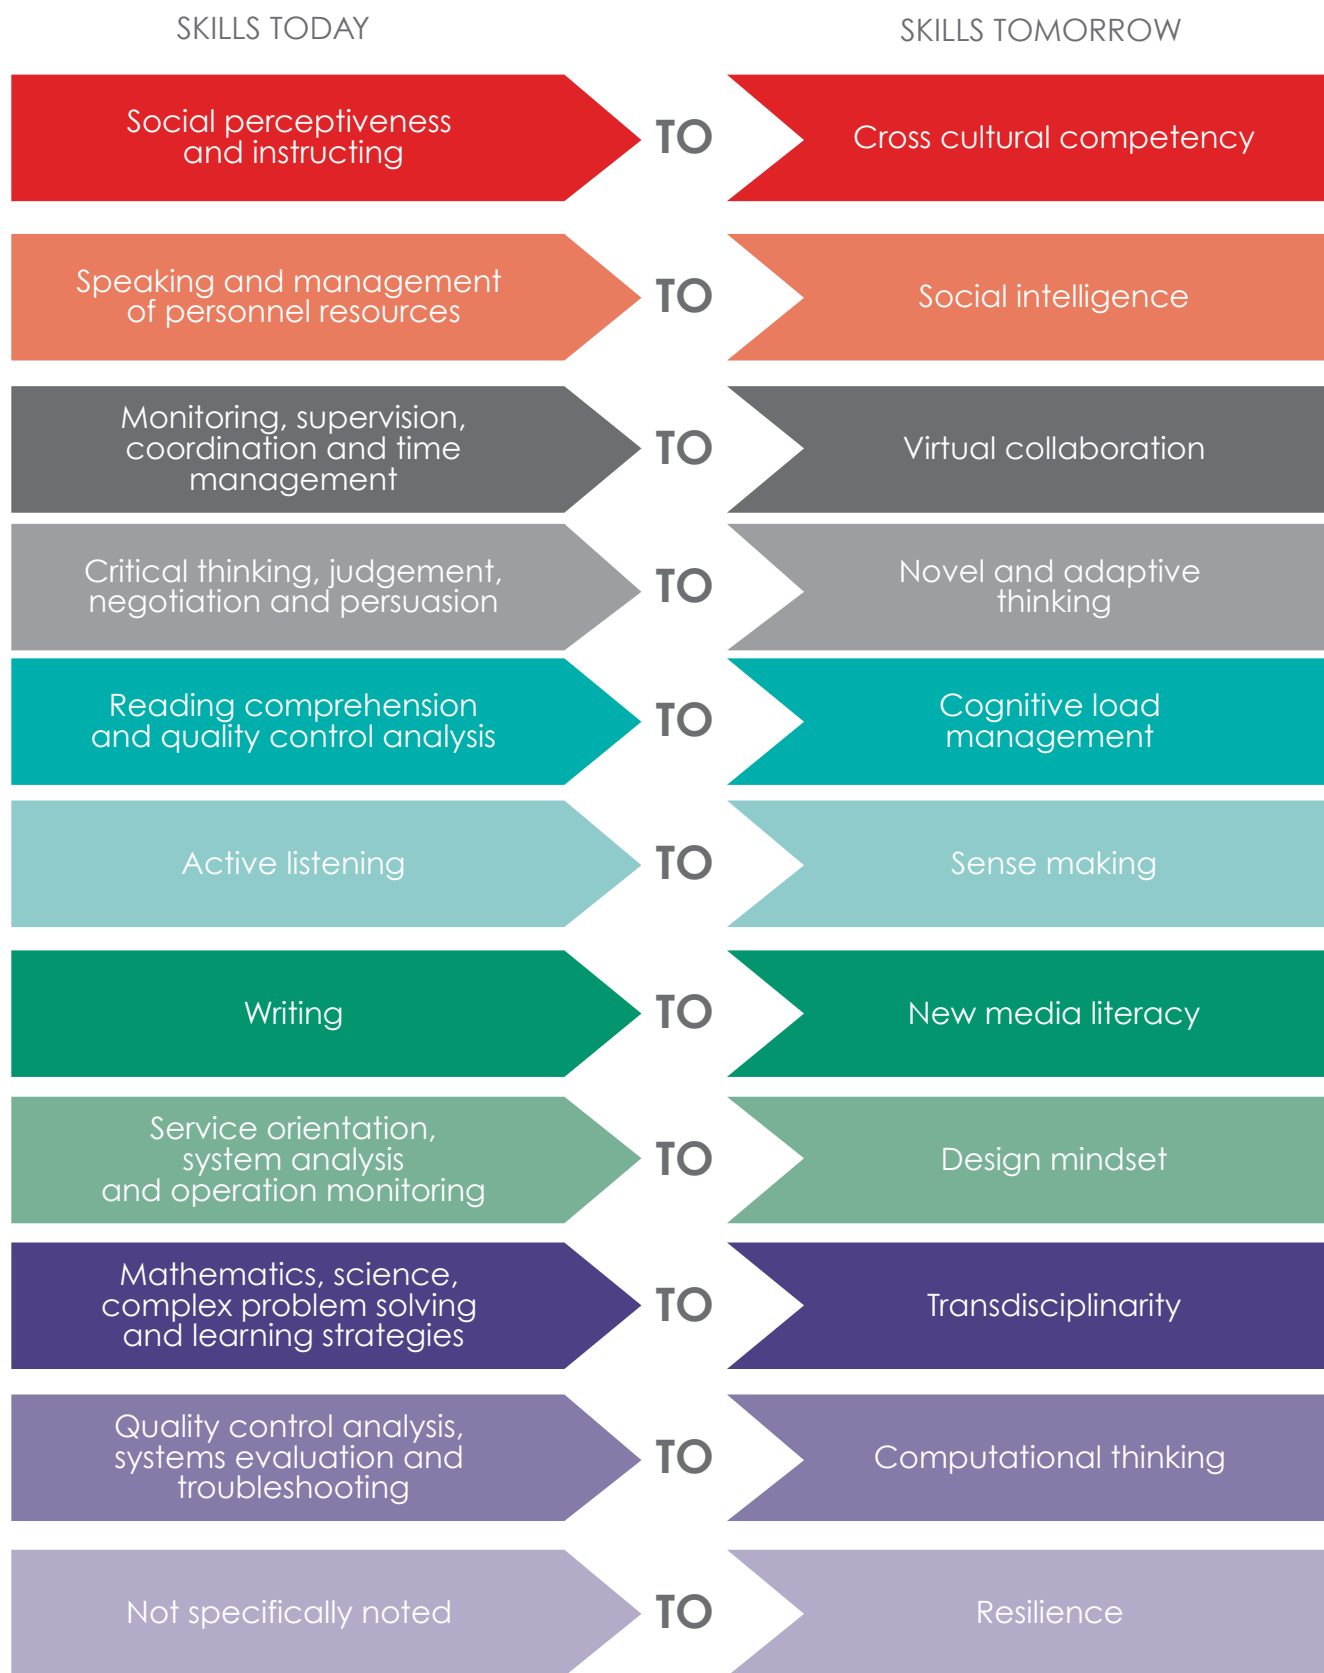 SKILLS TODAY
SKILLS TOMORROW
Social perceptiveness
and instructing
TO
Cross cultural competency
Speaking and management
of personnel resources
TO
Social intelligence
Monitoring, supervision,
coordination and time
management
TO
Virtual collaboration
Critical thinking, judgement,
negotiation and persuasion
TO
Novel and adaptive
thinking
Reading comprehension
and quality control analysis
TO
Cognitive load
management
Active listening
TO
Sense making
Writing
TO
New media literacy
Service orientation,
system analysis
and operation monitoring
TO
Design mindset
Mathematics, science,
complex problem solving
and learning strategies
TO
Transdisciplinarity
Quality control analysis,
systems evaluation and
troubleshooting
TO
Computational thinking
Not specifically noted
TO
Resilience